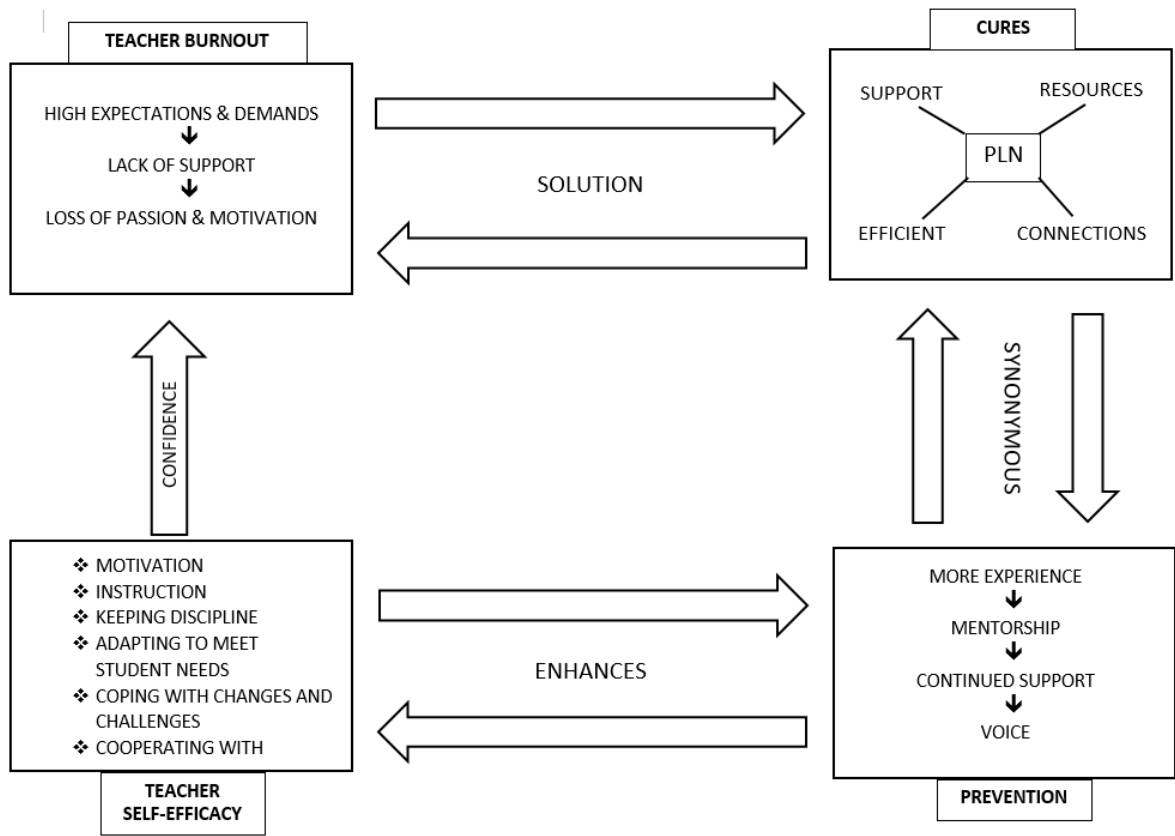 TEACHER BURNOUT
HIGH EXPECTATIONS & DEMANDS
LACK OF SUPPORT
LOSS OF PASSION & MOTIVATION
SOLUTION
CURES
SUPPORT
RESOURCES
PLN
EFFICIENT
CONNECTIONS
CONFIDENCE
SYNONYMOUS
MOTIVATION
INSTRUCTION
KEEPING DISCIPLINE
ADAPTING TO MEET
STUDENT NEEDS
COPING WITH CHANGES AND
CHALLENGES
COOPERATING WITH
TEACHER
SELF-EFFICACY
ENHANCES
MORE EXPERIENCE
MENTORSHIP
CONTINUED SUPPORT
VOICE
PREVENTION